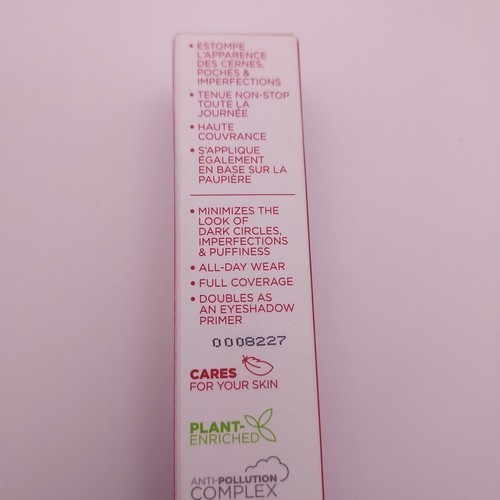 • ESTOMPE
L'APPARENCE
DES CERNES,
POCHES &
IMPERFECTIONS
• TENUE NON-STOP
TOUTE LA
JOURNÉE
• HAUTE
COUVRANCE
• S'APPLIQUE
ÉGALEMENT
EN BASE SUR LA
PAUPIÈRE
• MINIMIZES THE
LOOK OF
DARK CIRCLES,
IMPERFECTIONS
& PUFFINESS
• ALL-DAY WEAR
• FULL COVERAGE
• DOUBLES AS
AN EYESHADOW
PRIMER
0008227
CARES
FOR YOUR SKIN
PLANT-
ENRICHED
ANTI-POLLUTION
COMPLEX